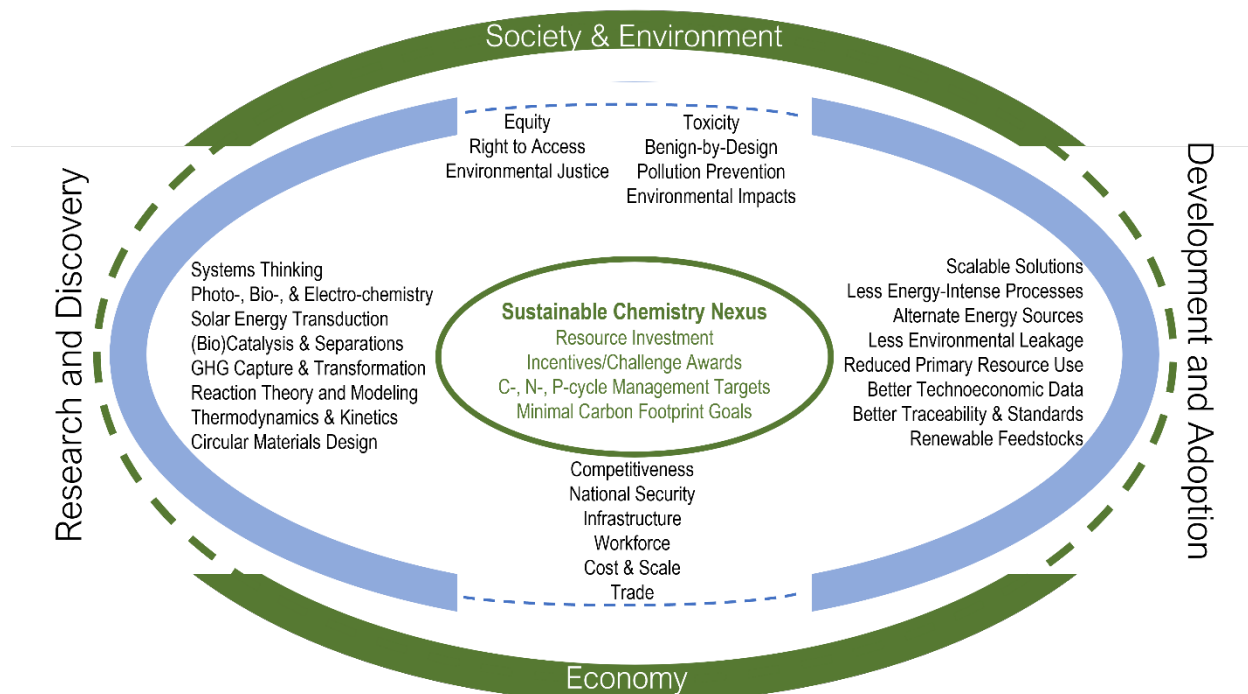 Society & Environment
Equity
Right to Access
Environmental Justice
Toxicity
Benign-by-Design
Pollution Prevention
Environmental Impacts
Research and Discovery
Systems Thinking
Photo-, Bio-, & Electro-chemistry
Solar Energy Transduction
(Bio)Catalysis & Separations
GHG Capture & Transformation
Reaction Theory and Modeling
Thermodynamics & Kinetics
Circular Materials Design
Sustainable Chemistry Nexus
Resource Investment
Incentives/Challenge Awards
C-, N-, P-cycle Management Targets
Minimal Carbon Footprint Goals
Scalable Solutions
Less Energy-Intense Processes
Alternate Energy Sources
Less Environmental Leakage
Reduced Primary Resource Use
Better Technoeconomic Data
Better Traceability & Standards
Renewable Feedstocks
Development and Adoption
Competitiveness
National Security
Infrastructure
Workforce
Cost & Scale
Trade
Economy